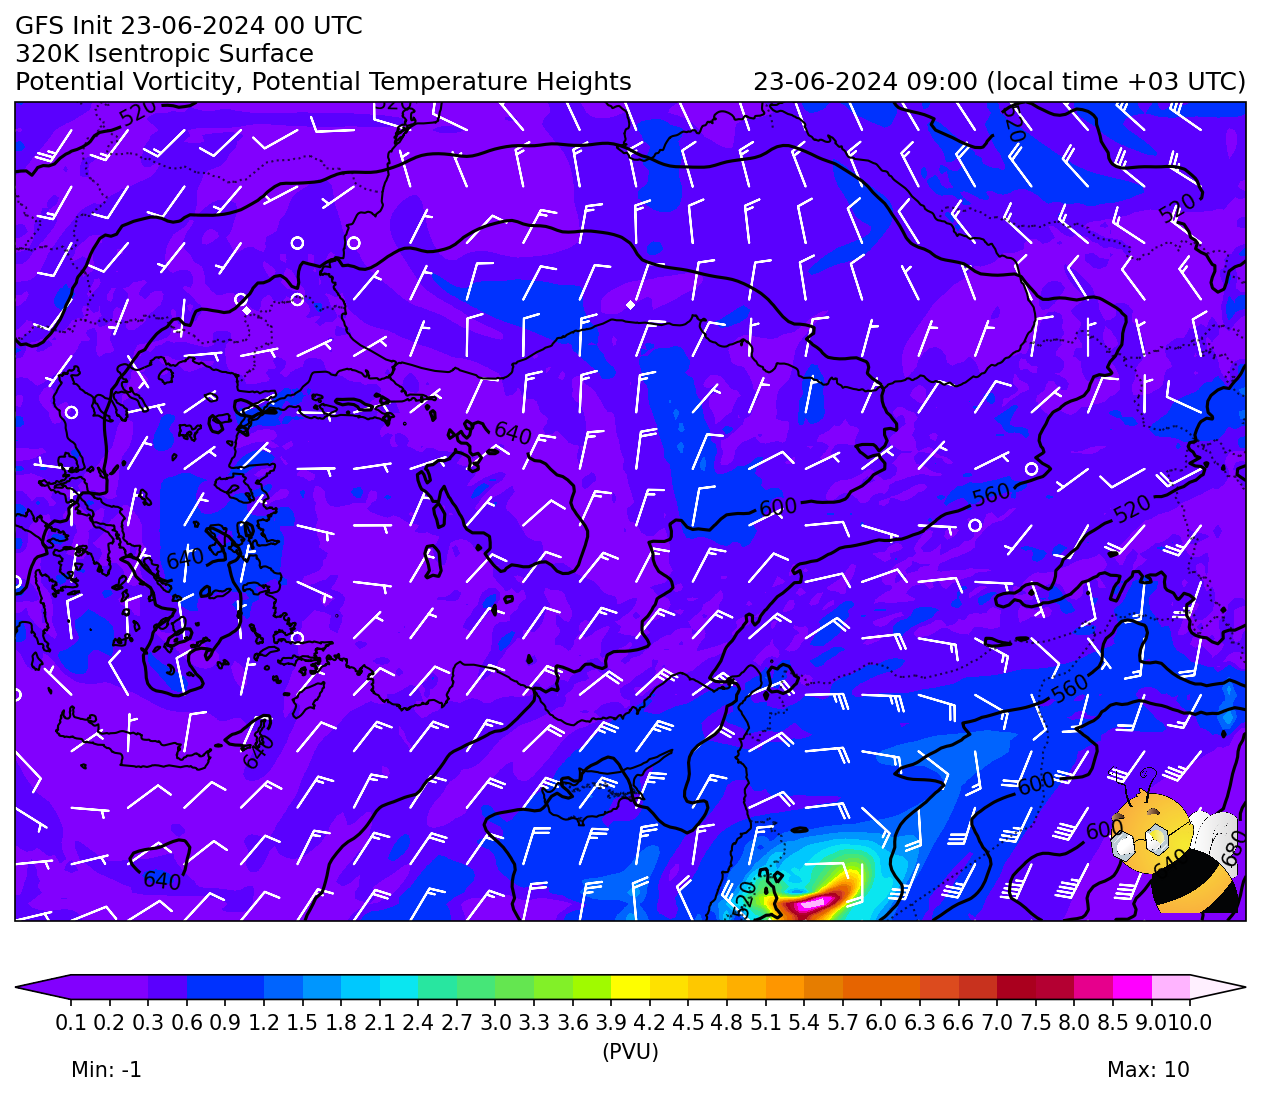 GFS Init 23-06-2024 00 UTC
320K Isentropic Surface
Potential Vorticity, Potential Temperature Heights 23-06-2024 09:00 (local time +03 UTC)
520
520
520
520
640
600
560
520
640
560
640
600
600
640
680
640
520
0.1 0.2 0.3 0.6 0.9 1.2 1.5 1.8 2.1 2.4 2.7 3.0 3.3 3.6 3.9 4.2 4.5 4.8 5.1 5.4 5.7 6.0 6.3 6.6 7.0 7.5 8.0 8.5 9.0 10.0
(PVU)
Min: -1 Max: 10